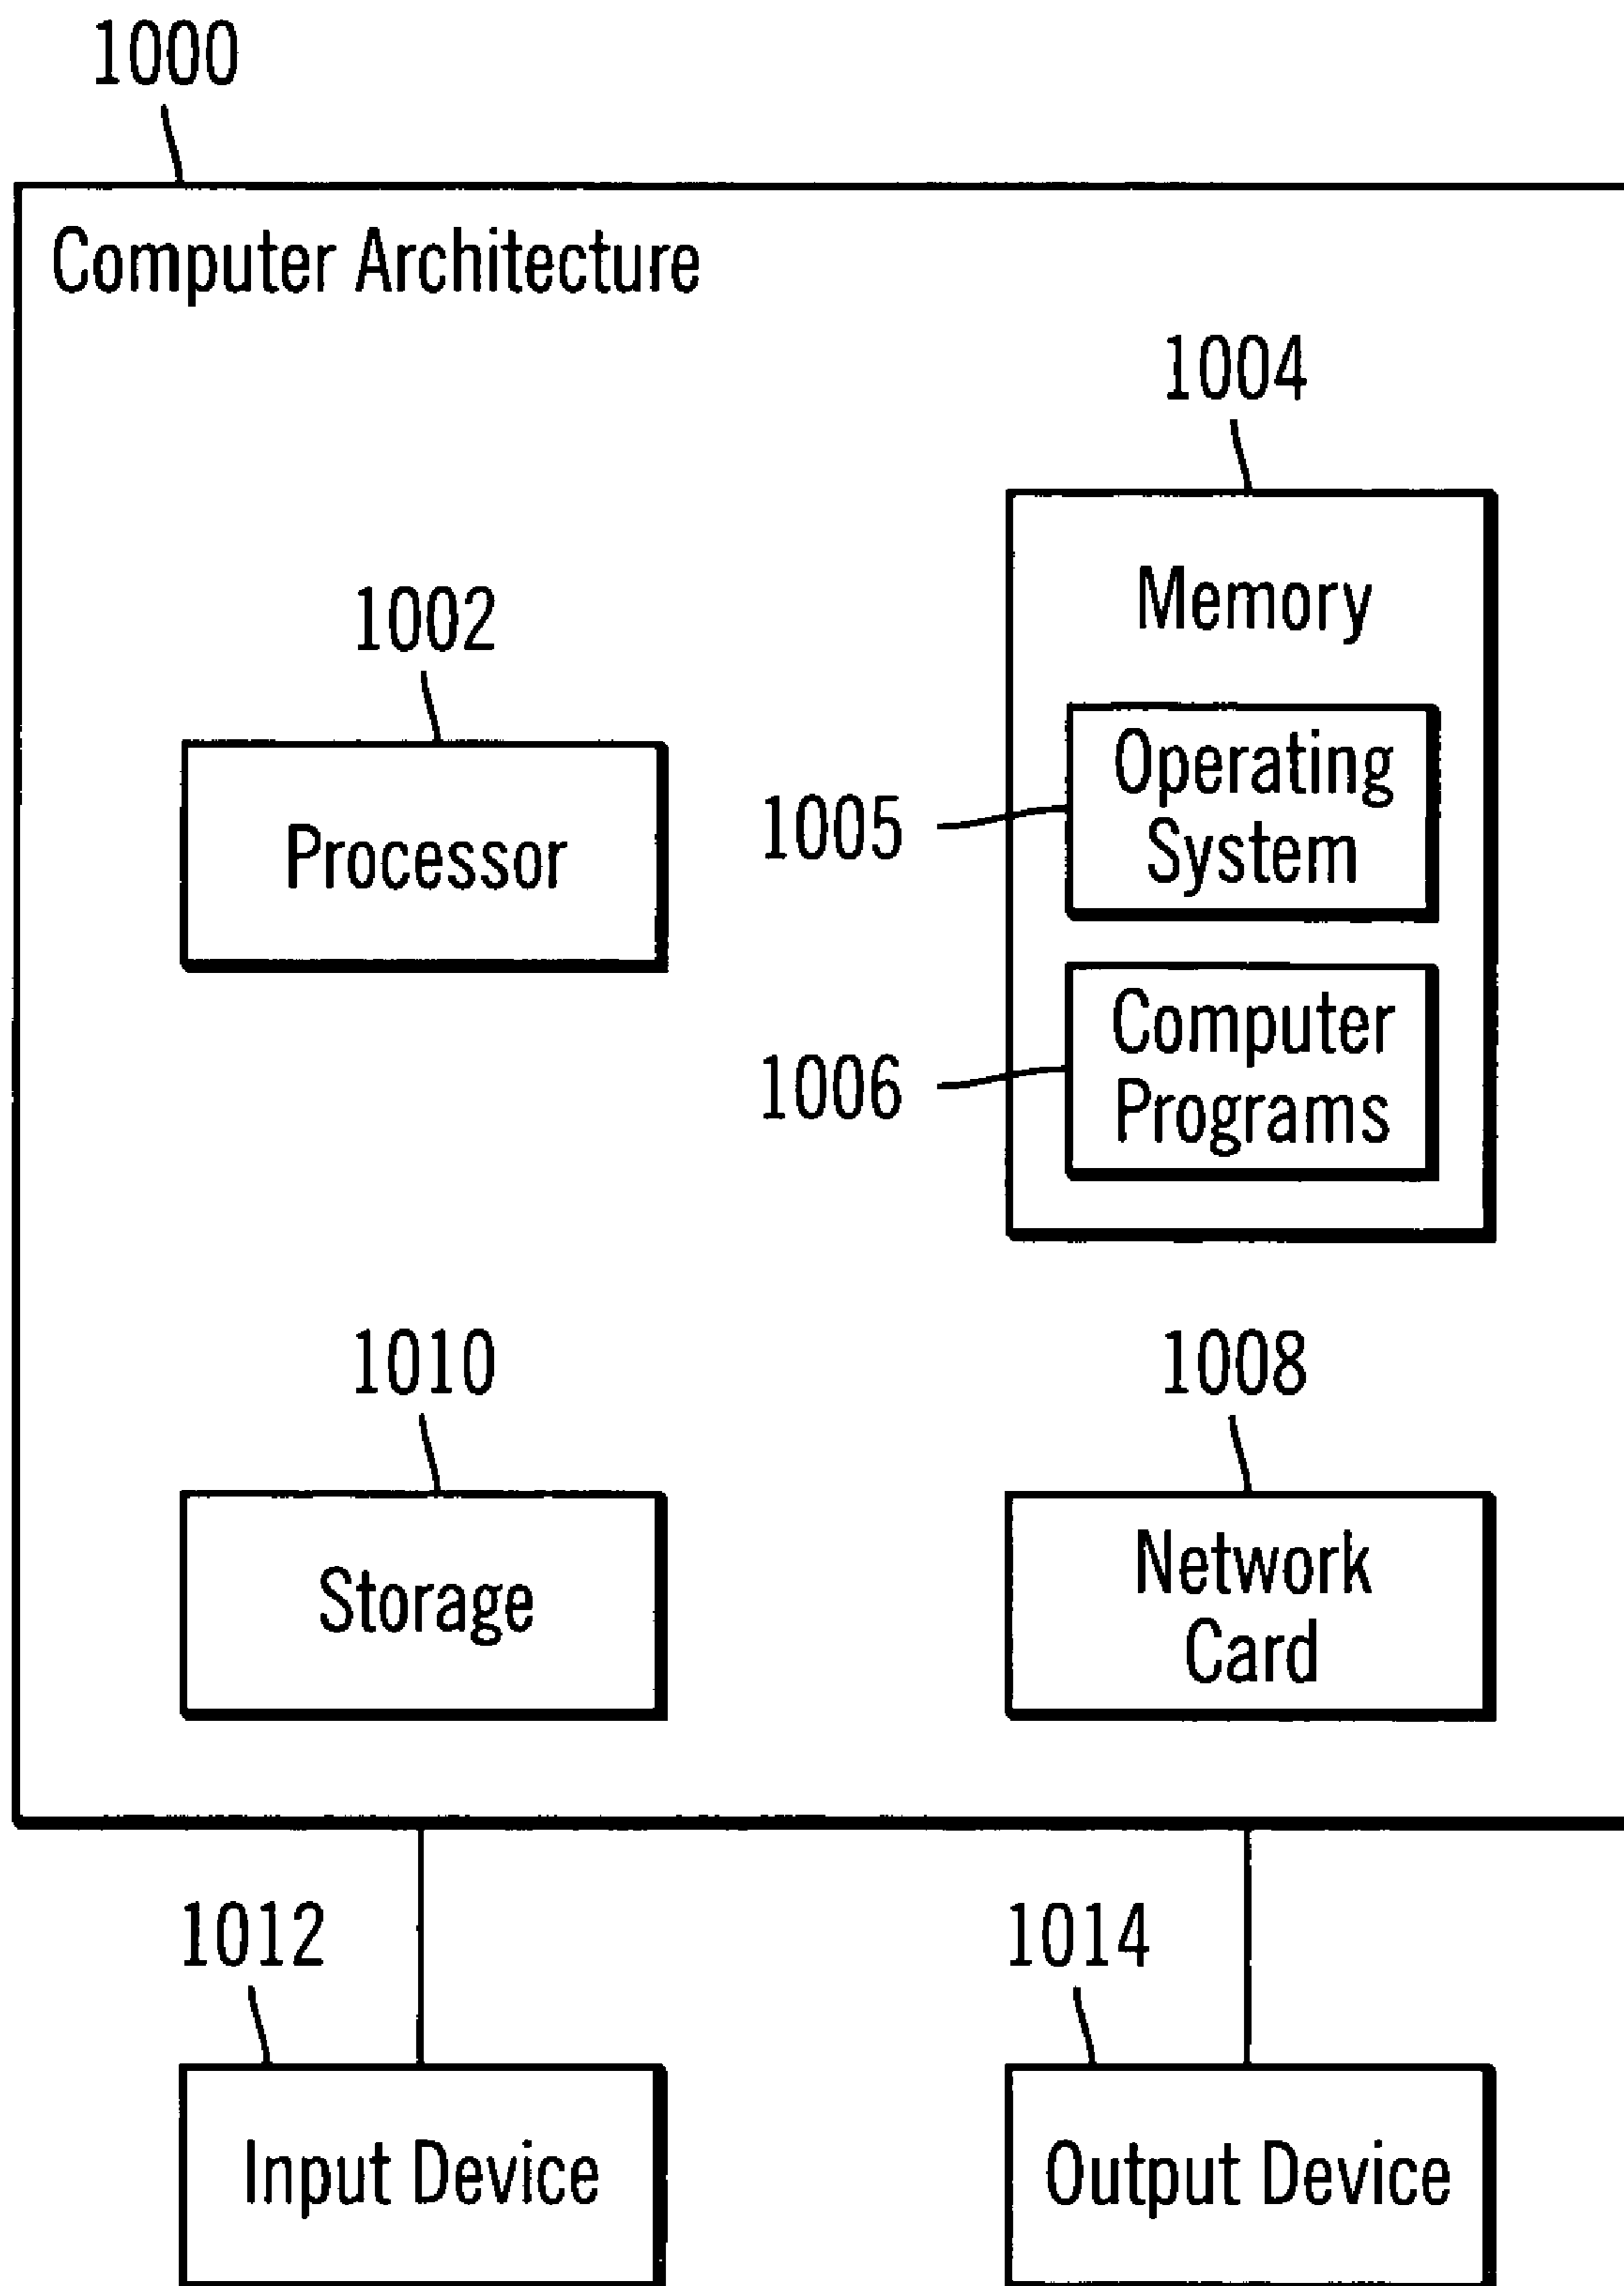 1000
Computer Architecture
1004
Memory
1002
Processor
1005
Operating
System
1006
Computer
Programs
1010
Storage
1008
Network
Card
1012
Input Device
1014
Output Device